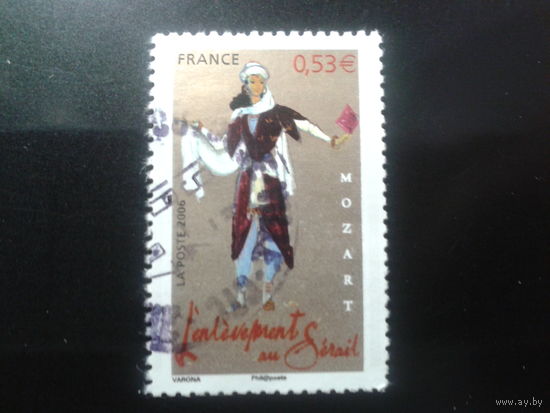 FRANCE
0,53€
LA POSTE 2006
MOZART
L'enlèvement
au Sérail
VARONA
Phil@poste
www.ay.by